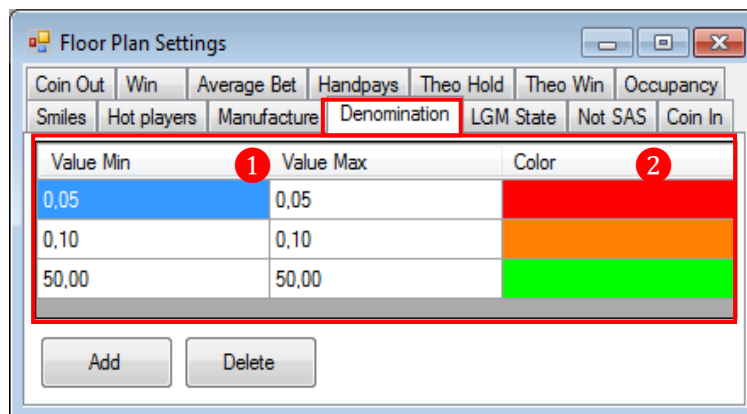 Floor Plan Settings
Coin Out Win Average Bet Handpays Theo Hold Theo Win Occupancy
Smiles Hot players Manufacture Denomination LGM State Not SAS Coin In
Value Min 1 Value Max Color 2
0,05 0,05
0,10 0,10
50,00 50,00
Add Delete